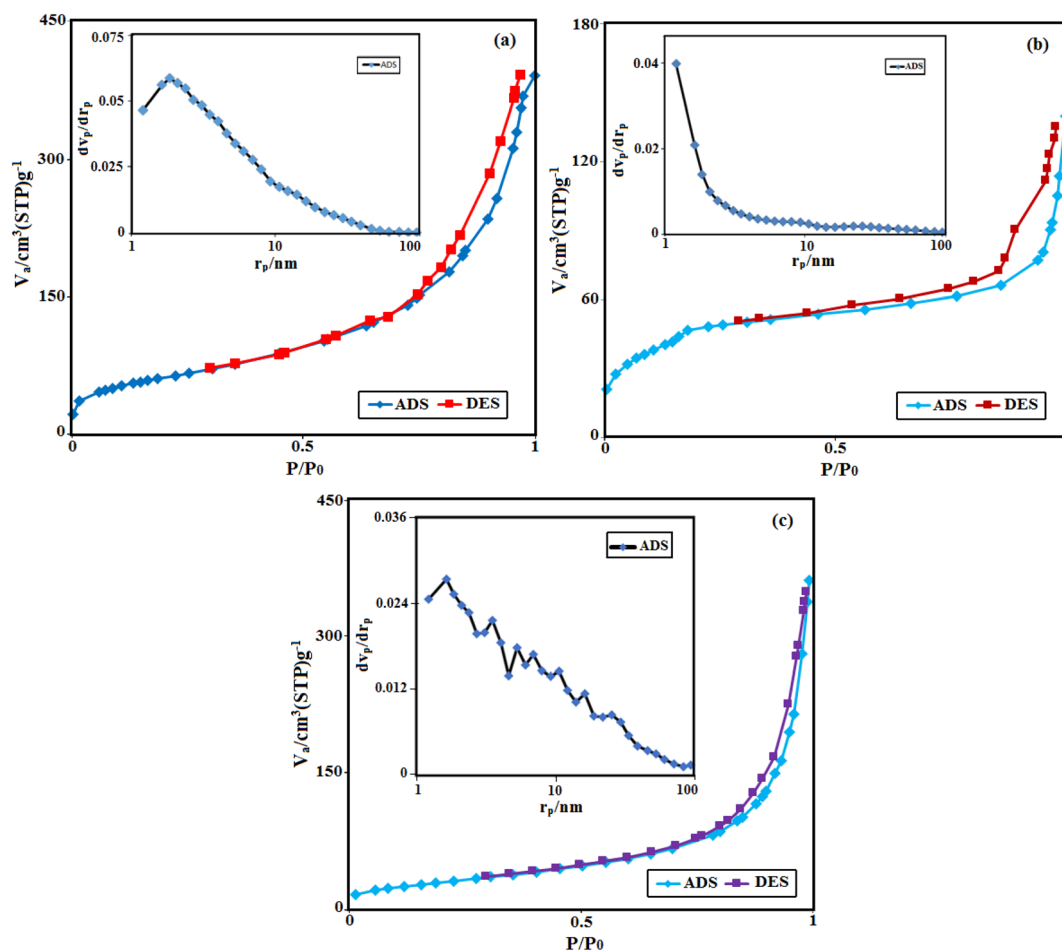 450
300
150
0
Va/cm³(STP)g⁻¹
0
0.5
1
P/P0
(a)
0.075
0.05
0.025
0
dvp/drp
1
10
100
rp/nm
ADS
ADS
DES
180
120
60
0
Va/cm³(STP)g⁻¹
0
0.5
P/P0
(b)
0.04
0.02
0
dvp/drp
1
10
100
rp/nm
ADS
ADS
DES
450
300
150
0
Va/cm³(STP)g⁻¹
0
0.5
1
P/P0
(c)
0.036
0.024
0.012
0
dvp/drp
1
10
100
rp/nm
ADS
ADS
DES